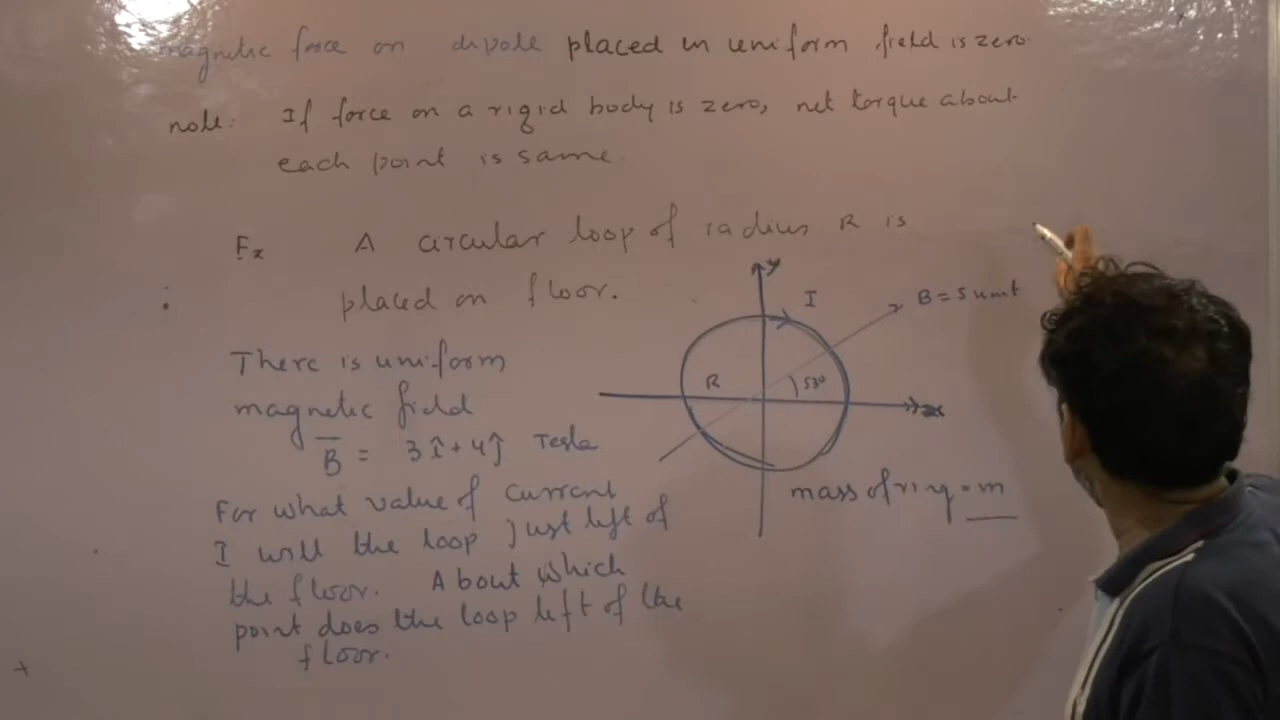 magnetic force on dipole placed in uniform field is zero.
note: If force on a rigid body is zero, net torque about
each point is same.
Ex A circular loop of radius R is
placed on floor.
y
I
B = 5 unit
There is uniform
R
53°
magnetic field
x
B = 3î + 4ĵ Tesla
For what value of current
mass of ring = m
I will the loop just left of
the floor. About which
point does the loop left of the
floor.